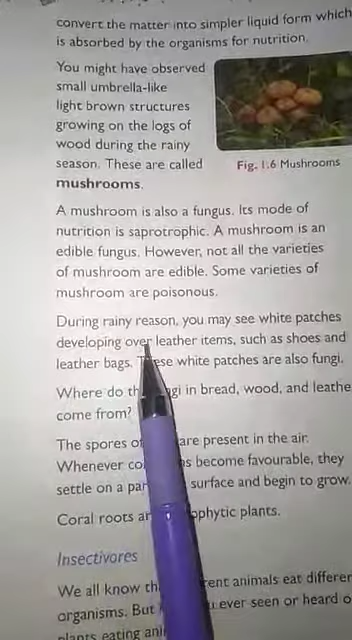 convert the matter into simpler liquid form which
is absorbed by the organisms for nutrition.
You might have observed
small umbrella-like
light brown structures
growing on the logs of
wood during the rainy
season. These are called
mushrooms.
Fig. 1.6 Mushrooms
A mushroom is also a fungus. Its mode of
nutrition is saprotrophic. A mushroom is an
edible fungus. However, not all the varieties
of mushroom are edible. Some varieties of
mushroom are poisonous.
During rainy reason, you may see white patches
developing over leather items, such as shoes and
leather bags. These white patches are also fungi.
Where do th gi in bread, wood, and leathe
come from?
The spores of are present in the air.
Whenever co s become favourable, they
settle on a par surface and begin to grow.
Coral roots ar ophytic plants.
Insectivores
We all know th rent animals eat differen
organisms. But ever seen or heard o
plants eating ani